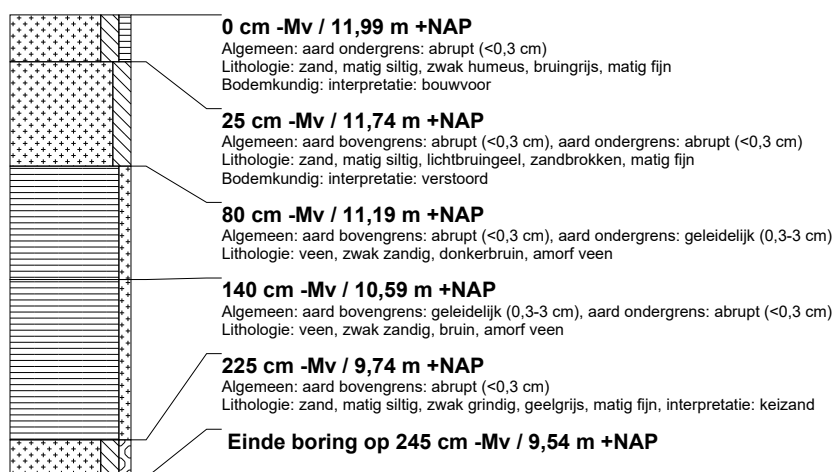 0 cm -Mv / 11,99 m +NAP
Algemeen: aard ondergrens: abrupt (<0,3 cm)
Lithologie: zand, matig siltig, zwak humeus, bruingrijs, matig fijn
Bodemkundig: interpretatie: bouwvoor
25 cm -Mv / 11,74 m +NAP
Algemeen: aard bovengrens: abrupt (<0,3 cm), aard ondergrens: abrupt (<0,3 cm)
Lithologie: zand, matig siltig, lichtbruingeel, zandbrokken, matig fijn
Bodemkundig: interpretatie: verstoord
80 cm -Mv / 11,19 m +NAP
Algemeen: aard bovengrens: abrupt (<0,3 cm), aard ondergrens: geleidelijk (0,3-3 cm)
Lithologie: veen, zwak zandig, donkerbruin, amorf veen
140 cm -Mv / 10,59 m +NAP
Algemeen: aard bovengrens: geleidelijk (0,3-3 cm), aard ondergrens: abrupt (<0,3 cm)
Lithologie: veen, zwak zandig, bruin, amorf veen
225 cm -Mv / 9,74 m +NAP
Algemeen: aard bovengrens: abrupt (<0,3 cm)
Lithologie: zand, matig siltig, zwak grindig, geelgrijs, matig fijn, interpretatie: keizand
Einde boring op 245 cm -Mv / 9,54 m +NAP